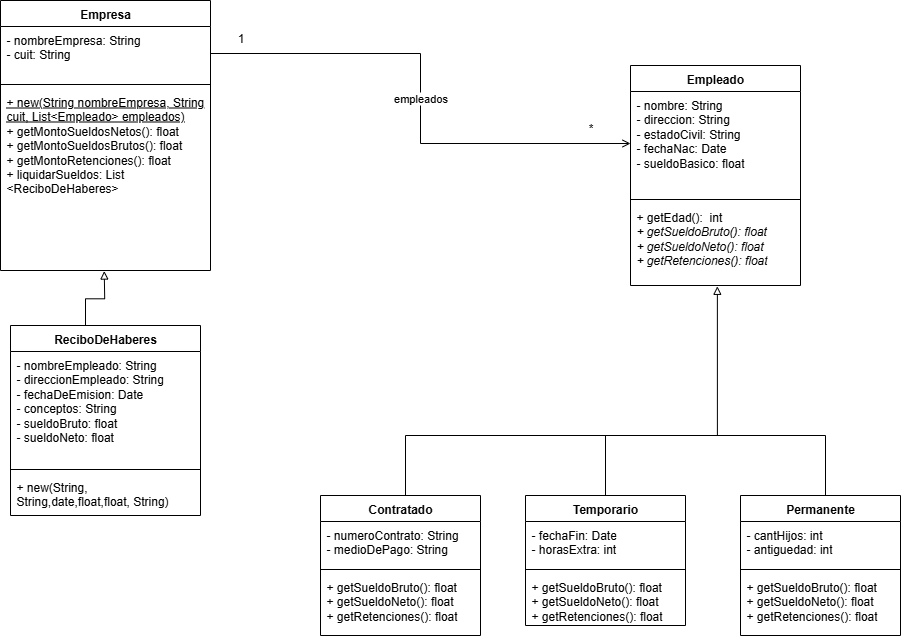 Empresa
- nombreEmpresa: String
- cuit: String
+ new(String nombreEmpresa, String
cuit, List<Empleado> empleados)
+ getMontoSueldosNetos(): float
+ getMontoSueldosBrutos(): float
+ getMontoRetenciones(): float
+ liquidarSueldos: List
<ReciboDeHaberes>
1
empleados
*
Empleado
- nombre: String
- direccion: String
- estadoCivil: String
- fechaNac: Date
- sueldoBasico: float
+ getEdad():  int
+ getSueldoBruto(): float
+ getSueldoNeto(): float
+ getRetenciones(): float
ReciboDeHaberes
- nombreEmpleado: String
- direccionEmpleado: String
- fechaDeEmision: Date
- conceptos: String
- sueldoBruto: float
- sueldoNeto: float
+ new(String,
String,date,float,float, String)
Contratado
- numeroContrato: String
- medioDePago: String
+ getSueldoBruto(): float
+ getSueldoNeto(): float
+ getRetenciones(): float
Temporario
- fechaFin: Date
- horasExtra: int
+ getSueldoBruto(): float
+ getSueldoNeto(): float
+ getRetenciones(): float
Permanente
- cantHijos: int
- antiguedad: int
+ getSueldoBruto(): float
+ getSueldoNeto(): float
+ getRetenciones(): float